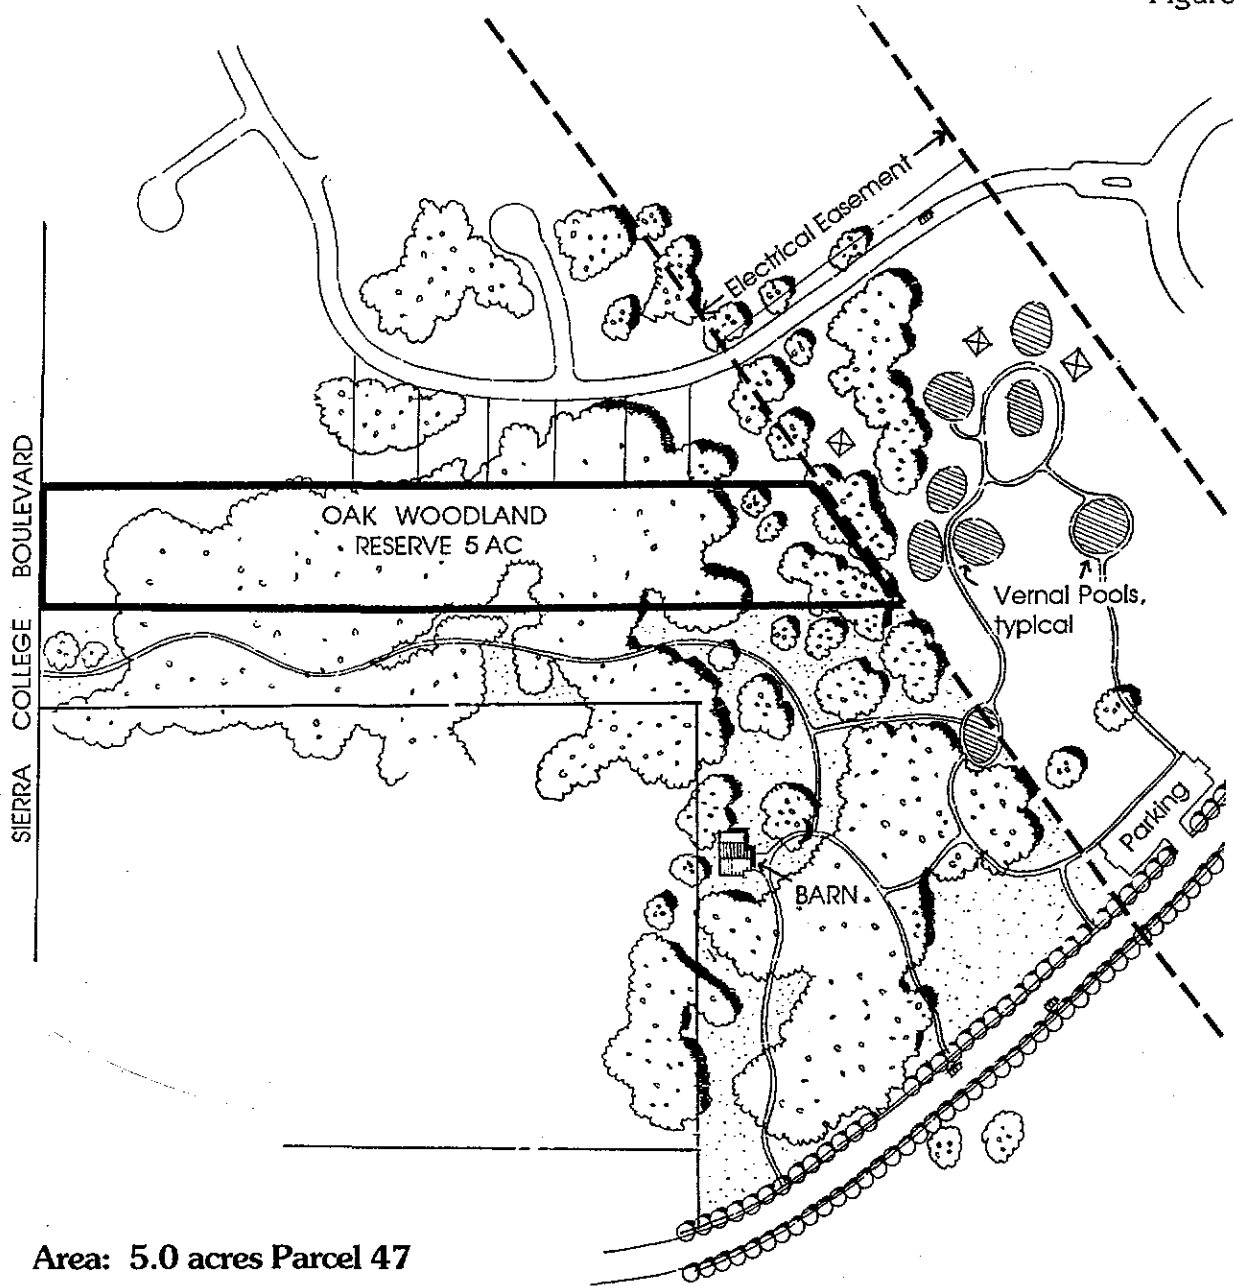 Figure
Electrical Easement
SIERRA COLLEGE BOULEVARD
OAK WOODLAND
RESERVE 5 AC
Vernal Pools,
typical
Parking
BARN
Area: 5.0 acres Parcel 47